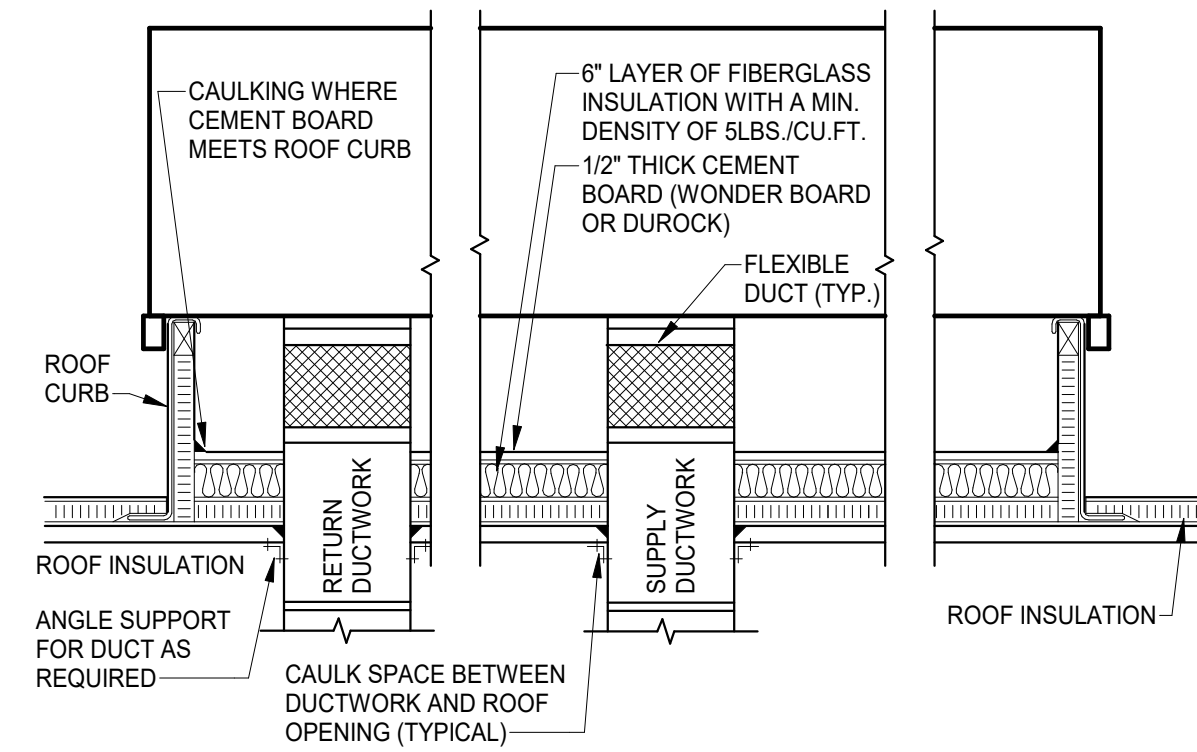 CAULKING WHERE
CEMENT BOARD
MEETS ROOF CURB
6" LAYER OF FIBERGLASS
INSULATION WITH A MIN.
DENSITY OF 5LBS./CU.FT.
1/2" THICK CEMENT
BOARD (WONDER BOARD
OR DUROCK)
FLEXIBLE
DUCT (TYP.)
ROOF
CURB
RETURN
DUCTWORK
SUPPLY
DUCTWORK
ROOF INSULATION
ANGLE SUPPORT
FOR DUCT AS
REQUIRED
CAULK SPACE BETWEEN
DUCTWORK AND ROOF
OPENING (TYPICAL)
ROOF INSULATION